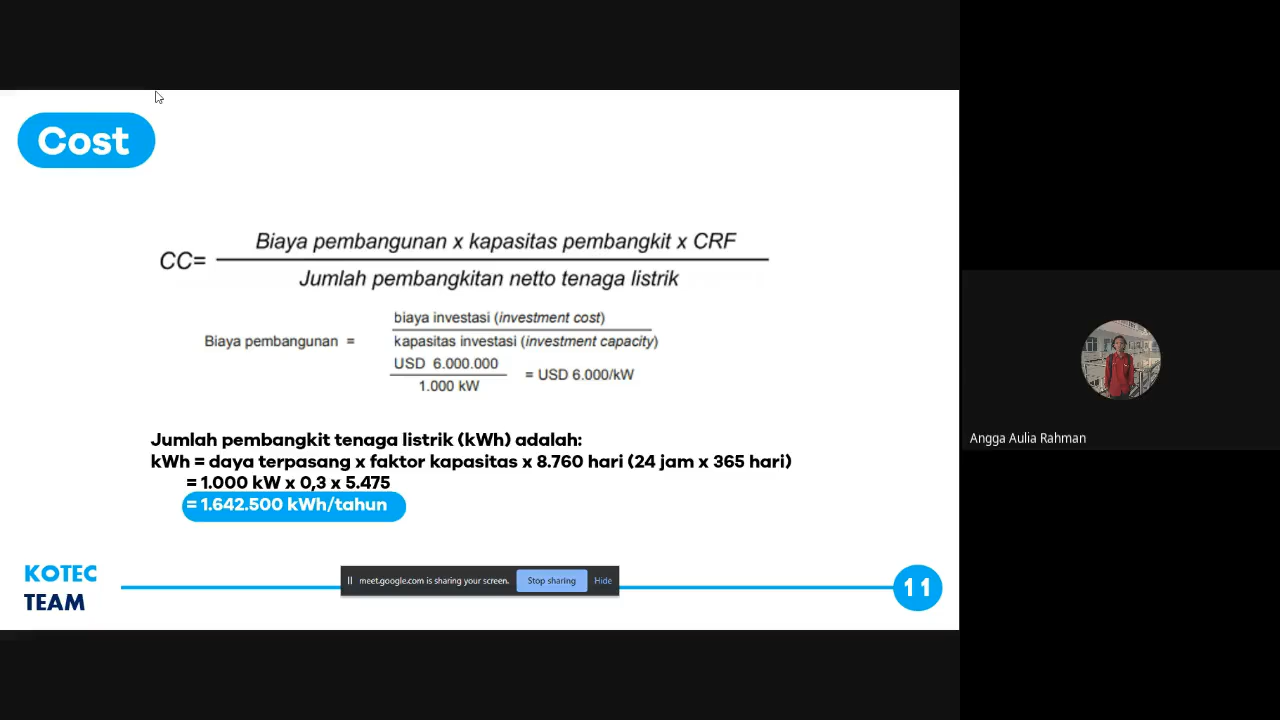 Cost
CC=
Biaya pembangunan x kapasitas pembangkit x CRF
Jumlah pembangkitan netto tenaga listrik
Biaya pembangunan =
biaya investasi (investment cost)
kapasitas investasi (investment capacity)
USD 6.000.000
1.000 kW
= USD 6.000/kW
Jumlah pembangkit tenaga listrik (kWh) adalah:
kWh = daya terpasang x faktor kapasitas x 8.760 hari (24 jam x 365 hari)
= 1.000 kW x 0,3 x 5.475
= 1.642.500 kWh/tahun
KOTEC
TEAM
meet.google.com is sharing your screen.
Stop sharing
Hide
11
Angga Aulia Rahman